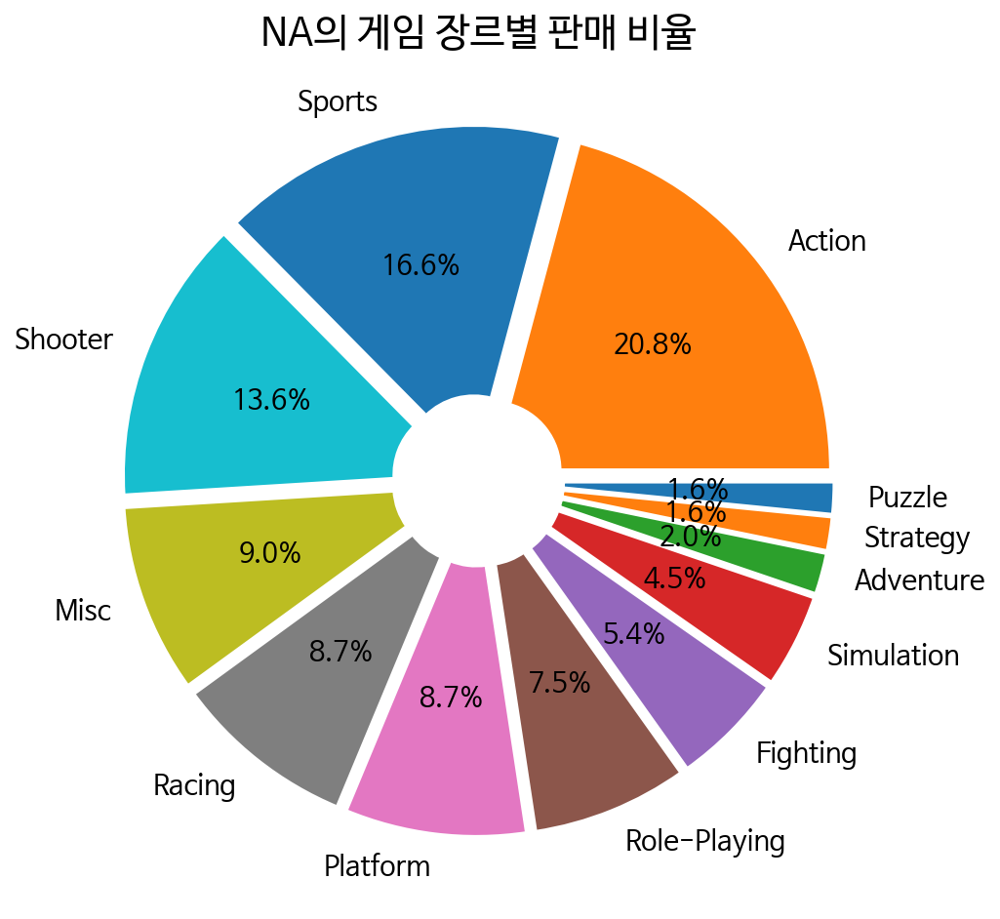 NA의 게임 장르별 판매 비율
Sports
Action
16.6%
20.8%
Shooter
13.6%
1.6%
Puzzle
1.6%
Strategy
2.0%
Adventure
9.0%
4.5%
Misc
5.4%
Simulation
8.7%
7.5%
8.7%
Fighting
Racing
Role-Playing
Platform